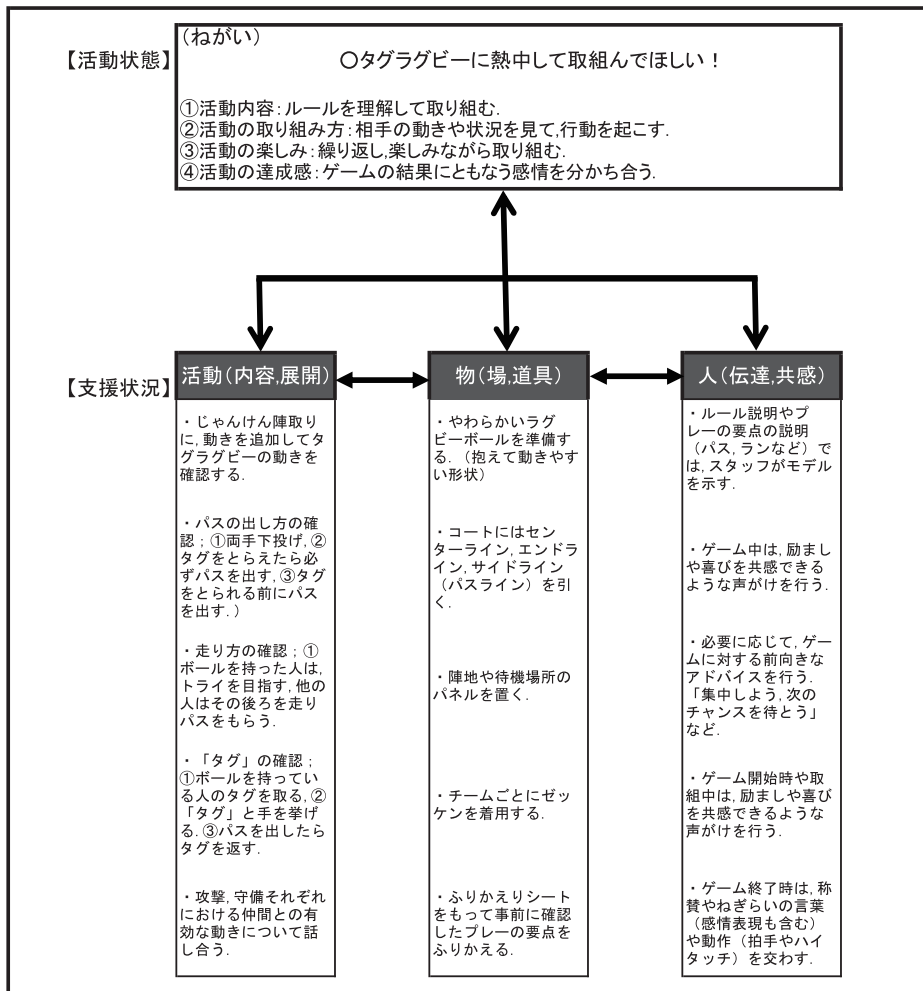 【活動状態】
(ねがい)
〇タグラグビーに熱中して取組んでほしい！
①活動内容:ルールを理解して取り組む.
②活動の取り組み方:相手の動きや状況を見て,行動を起こす.
③活動の楽しみ:繰り返し,楽しみながら取り組む.
④活動の達成感:ゲームの結果にともなう感情を分かち合う.
【支援状況】
活動(内容,展開)
・じゃんけん陣取り
に,動きを追加してタ
グラグビーの動きを
確認する.
・パスの出し方の確
認；①両手下投げ,②
タグをとらえたら必
ずパスを出す,③タグ
をとられる前にパス
を出す.）
・走り方の確認；①
ボールを持った人は,
トライを目指す,他の
人はその後ろを走り
パスをもらう.
・「タグ」の確認；
①ボールを持ってい
る人のタグを取る,②
「タグ」と手を挙げ
る.③パスを出したら
タグを返す.
・攻撃,守備それぞれ
における仲間との有
効な動きについて話
し合う.
物(場,道具)
・やわらかいラグ
ビーボールを準備す
る.（抱えて動きやす
い形状）
・コートにはセン
ターライン,エンドラ
イン,サイドライン
（パスライン）を引
く.
・陣地や待機場所の
パネルを置く.
・チームごとにゼッ
ケンを着用する.
・ふりかえりシート
をもって事前に確認
したプレーの要点を
ふりかえる.
人(伝達,共感)
・ルール説明やプ
レーの要点の説明
（パス,ランなど）で
は,スタッフがモデル
を示す.
・ゲーム中は,励まし
や喜びを共感できる
ような声がけを行う.
・必要に応じて,ゲー
ムに対する前向きな
アドバイスを行う.
「集中しよう,次の
チャンスを待とう」
など.
・ゲーム開始時や取
組中は,励ましや喜び
を共感できるような
声がけを行う.
・ゲーム終了時は,称
賛やねぎらいの言葉
（感情表現も含む）
や動作（拍手やハイ
タッチ）を交わす.